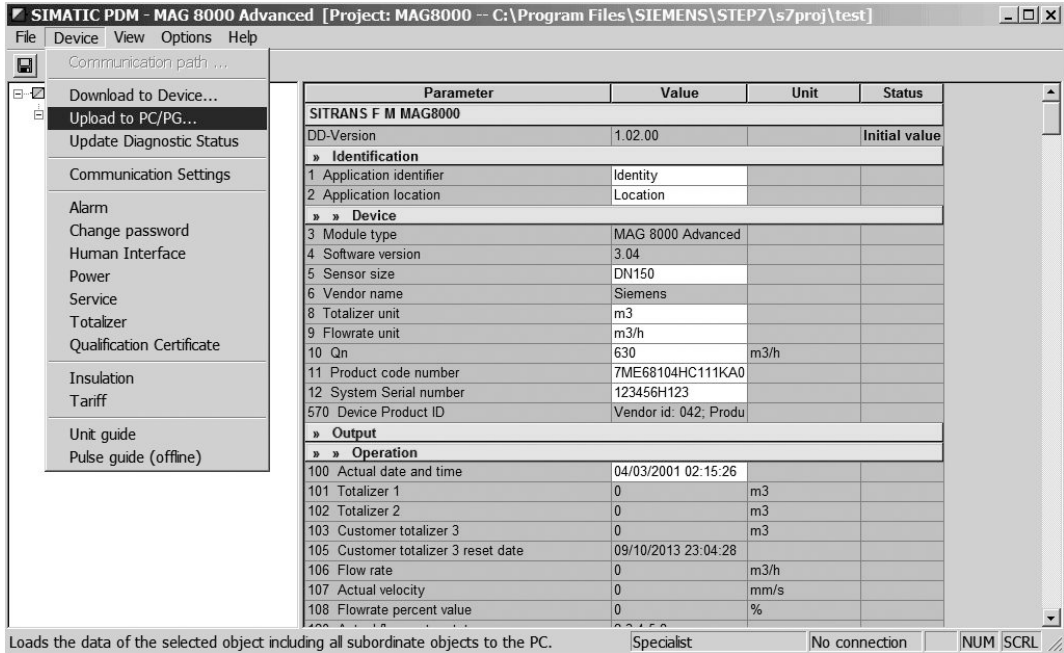 SIMATIC PDM - MAG 8000 Advanced [Project: MAG8000 -- C:\Program Files\SIEMENS\STEP7\s7proj\test]
File Device View Options Help
Communication path ...
Download to Device...
Upload to PC/PG...
Update Diagnostic Status
Communication Settings
Alarm
Change password
Human Interface
Power
Service
Totalizer
Qualification Certificate
Insulation
Tariff
Unit guide
Pulse guide (offline)
Parameter Value Unit Status
SITRANS F M MAG8000
DD-Version 1.02.00 Initial value
» Identification
1 Application identifier Identity
2 Application location Location
» » Device
3 Module type MAG 8000 Advanced
4 Software version 3.04
5 Sensor size DN150
6 Vendor name Siemens
8 Totalizer unit m3
9 Flowrate unit m3/h
10 Qn 630 m3/h
11 Product code number 7ME68104HC111KA0
12 System Serial number 123456H123
570 Device Product ID Vendor id: 042; Produ
» Output
» » Operation
100 Actual date and time 04/03/2001 02:15:26
101 Totalizer 1 0 m3
102 Totalizer 2 0 m3
103 Customer totalizer 3 0 m3
105 Customer totalizer 3 reset date 09/10/2013 23:04:28
106 Flow rate 0 m3/h
107 Actual velocity 0 mm/s
108 Flowrate percent value 0 %
Loads the data of the selected object including all subordinate objects to the PC. Specialist No connection NUM SCRL